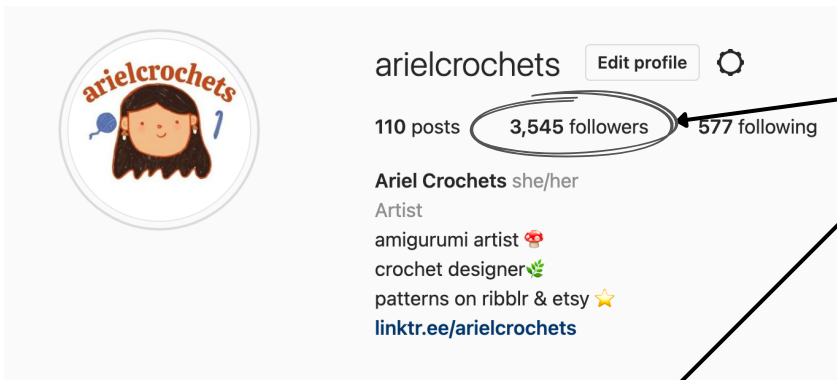 arielcrochets
arielcrochets Edit profile
110 posts 3,545 followers 577 following
Ariel Crochets she/her
Artist
amigurumi artist 🍄
crochet designer🌿
patterns on ribblr & etsy ⭐
linktr.ee/arielcrochets